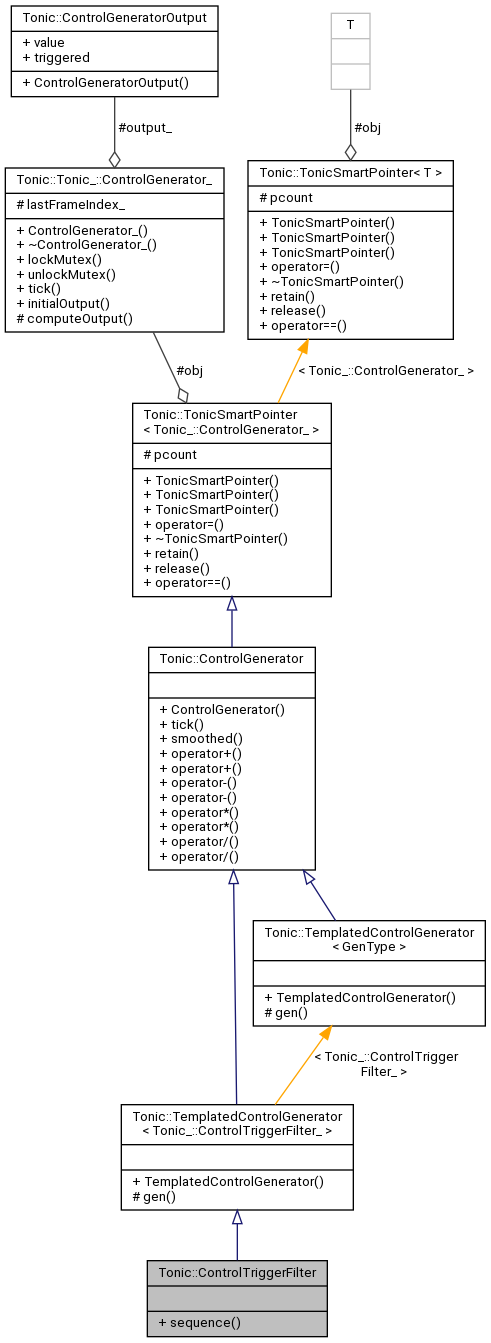 Tonic::ControlGeneratorOutput
+ value
+ triggered
+ ControlGeneratorOutput()
T
#output_
#obj
Tonic::Tonic_::ControlGenerator_
# lastFrameIndex_
+ ControlGenerator_()
+ ~ControlGenerator_()
+ lockMutex()
+ unlockMutex()
+ tick()
+ initialOutput()
# computeOutput()
Tonic::TonicSmartPointer< T >
# pcount
+ TonicSmartPointer()
+ TonicSmartPointer()
+ TonicSmartPointer()
+ operator=()
+ ~TonicSmartPointer()
+ retain()
+ release()
+ operator==()
#obj
< Tonic_::ControlGenerator_ >
Tonic::TonicSmartPointer
< Tonic_::ControlGenerator_ >
# pcount
+ TonicSmartPointer()
+ TonicSmartPointer()
+ TonicSmartPointer()
+ operator=()
+ ~TonicSmartPointer()
+ retain()
+ release()
+ operator==()
Tonic::ControlGenerator
+ ControlGenerator()
+ tick()
+ smoothed()
+ operator+()
+ operator+()
+ operator-()
+ operator-()
+ operator*()
+ operator*()
+ operator/()
+ operator/()
Tonic::TemplatedControlGenerator
< GenType >
+ TemplatedControlGenerator()
# gen()
< Tonic_::ControlTrigger
Filter_ >
Tonic::TemplatedControlGenerator
< Tonic_::ControlTriggerFilter_ >
+ TemplatedControlGenerator()
# gen()
Tonic::ControlTriggerFilter
+ sequence()